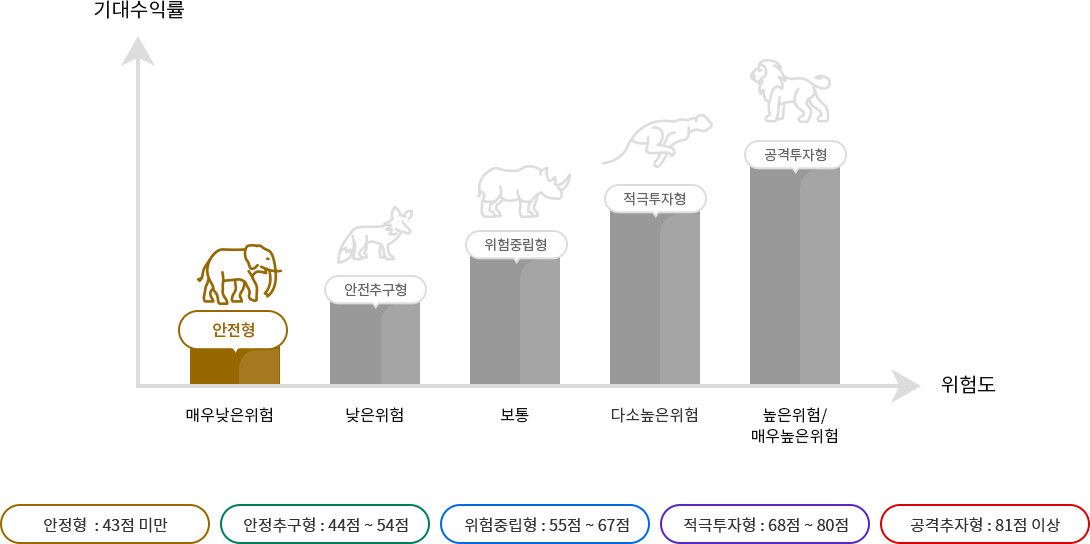 기대수익률
공격투자형
적극투자형
위험중립형
안전추구형
안전형
위험도
매우낮은위험
낮은위험
보통
다소높은위험
높은위험/
매우높은위험
안정형 : 43점 미만
안정추구형 : 44점 ~ 54점
위험중립형 : 55점 ~ 67점
적극투자형 : 68점 ~ 80점
공격추자형 : 81점 이상